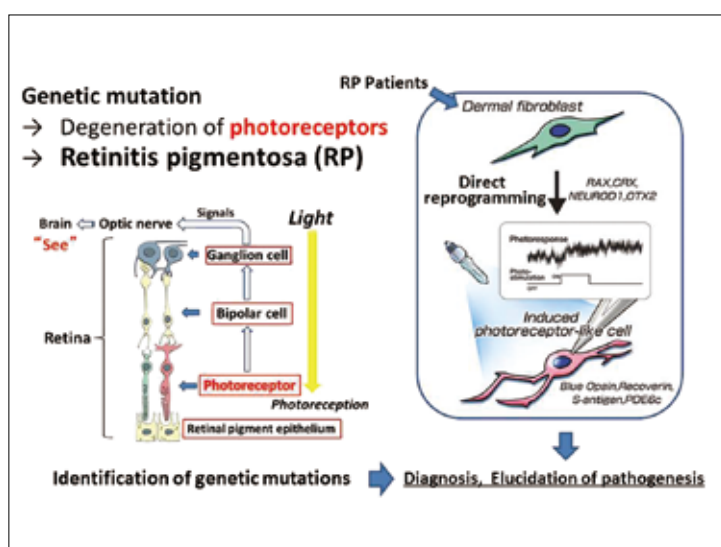 Genetic mutation
→ Degeneration of photoreceptors
→ Retinitis pigmentosa (RP)
Brain
Optic nerve
Signals
Light
"See"
Ganglion cell
Retina
Bipolar cell
Photoreceptor
Photoreception
Retinal pigment epithelium
RP Patients
Dermal fibroblast
Direct
reprogramming
RAX,CRX,
NEUROD1,OTX2
Photoresponse
Photo-
stimulation
Induced
photoreceptor-like cell
Blue Opsin,Recoverin,
S-antigen,PDE6c
Identification of genetic mutations
Diagnosis, Elucidation of pathogenesis